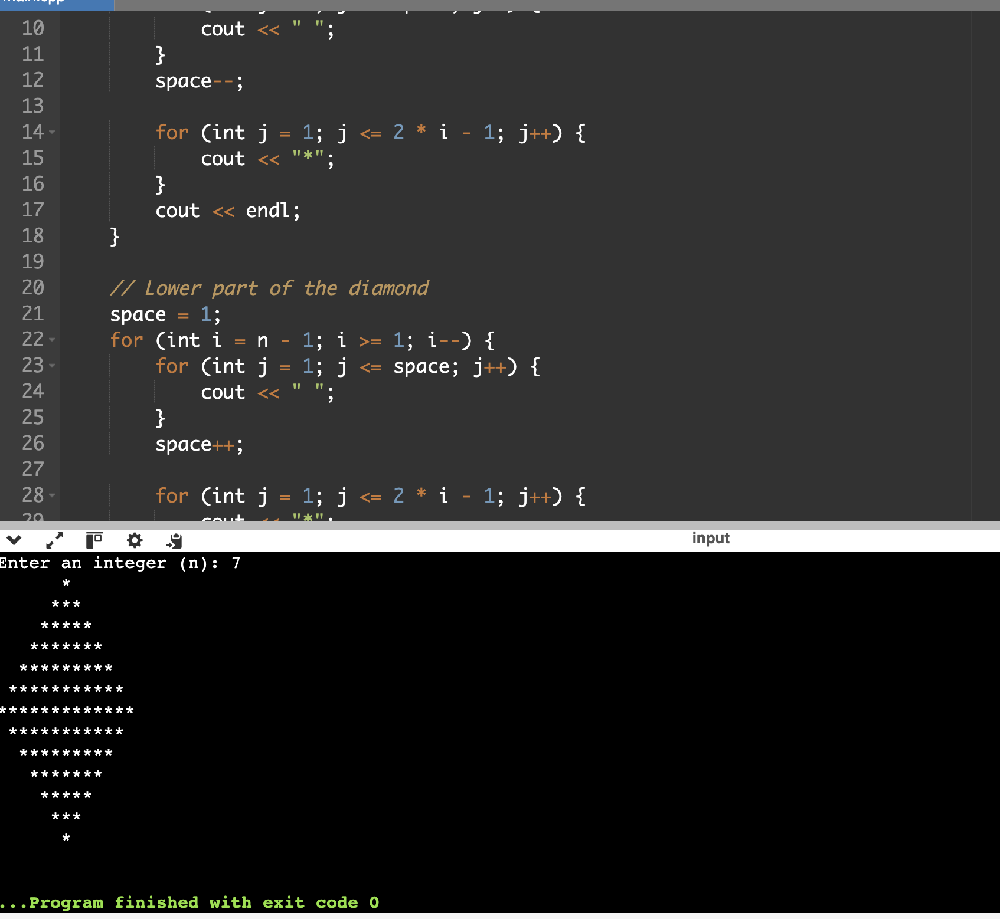 main.cpp
10 cout << " ";
11 }
12 space--;
13
14 for (int j = 1; j <= 2 * i - 1; j++) {
15 cout << "*";
16 }
17 cout << endl;
18 }
19
20 // Lower part of the diamond
21 space = 1;
22 for (int i = n - 1; i >= 1; i--) {
23 for (int j = 1; j <= space; j++) {
24 cout << " ";
25 }
26 space++;
27
28 for (int j = 1; j <= 2 * i - 1; j++) {
29 cout << "*";
input
Enter an integer (n): 7
      *
     ***
    *****
   *******
  *********
 ***********
*************
 ***********
  *********
   *******
    *****
     ***
      *
...Program finished with exit code 0